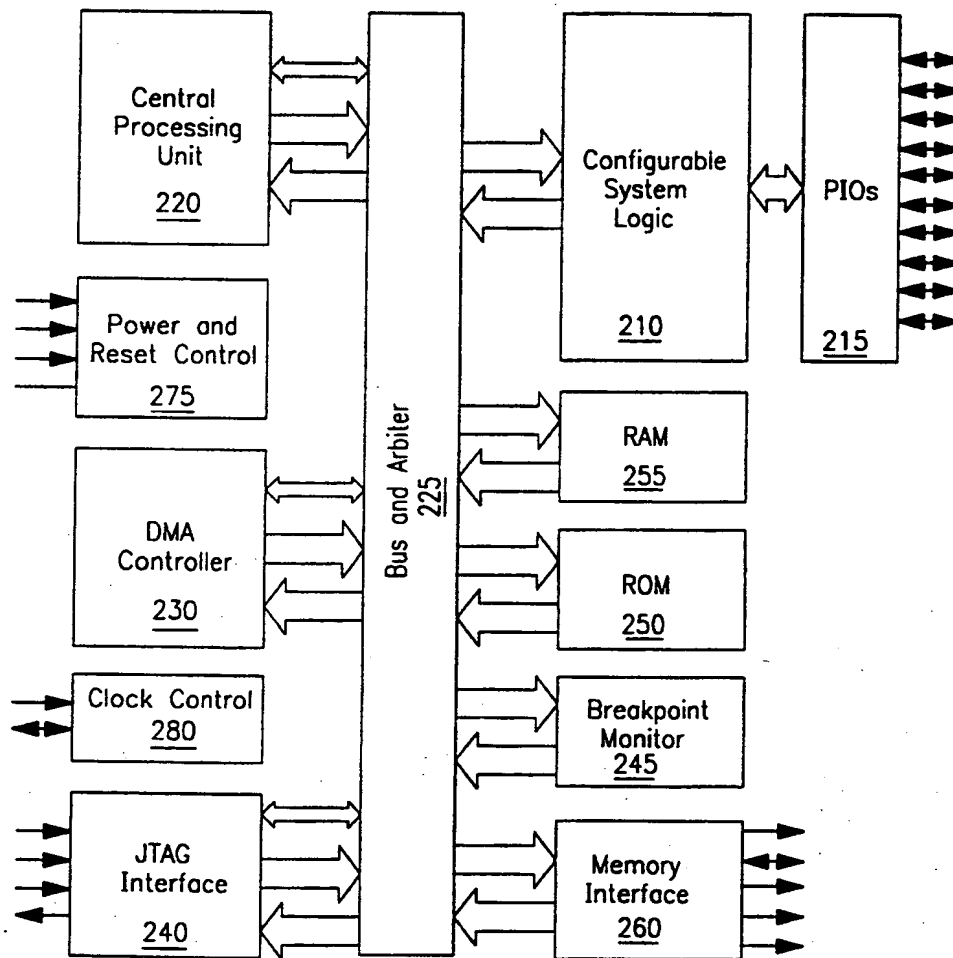 Central
Processing
Unit
220
Power and
Reset Control
275
DMA
Controller
230
Clock Control
280
JTAG
Interface
240
Bus and Arbiter
225
Configurable
System
Logic
210
PIOs
215
RAM
255
ROM
250
Breakpoint
Monitor
245
Memory
Interface
260